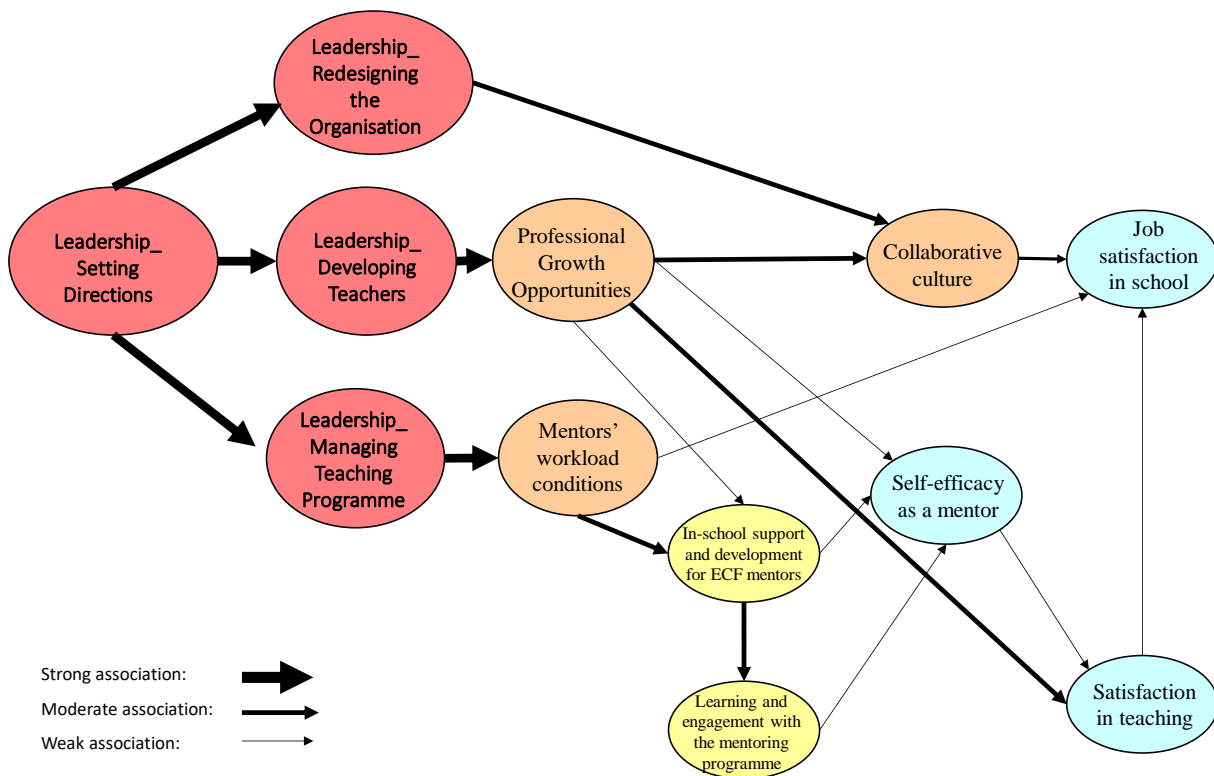 Leadership_
Redesigning
the
Organisation
Leadership_
Setting
Directions
Leadership_
Developing
Teachers
Professional
Growth
Opportunities
Collaborative
culture
Job
satisfaction
in school
Leadership_
Managing
Teaching
Programme
Mentors’
workload
conditions
Self-efficacy
as a mentor
In-school support
and development
for ECF mentors
Learning and
engagement with
the mentoring
programme
Satisfaction
in teaching
Strong association:
Moderate association:
Weak association: